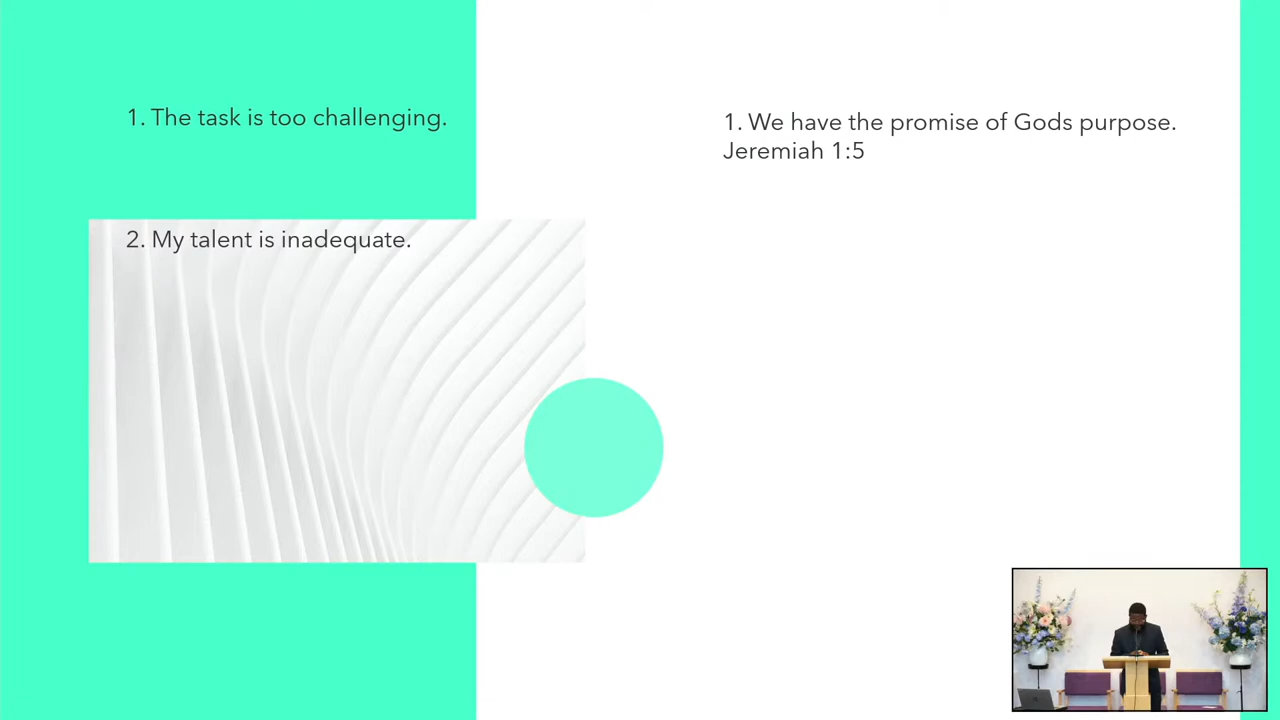 1. The task is too challenging.
2. My talent is inadequate.
1. We have the promise of Gods purpose.
Jeremiah 1:5